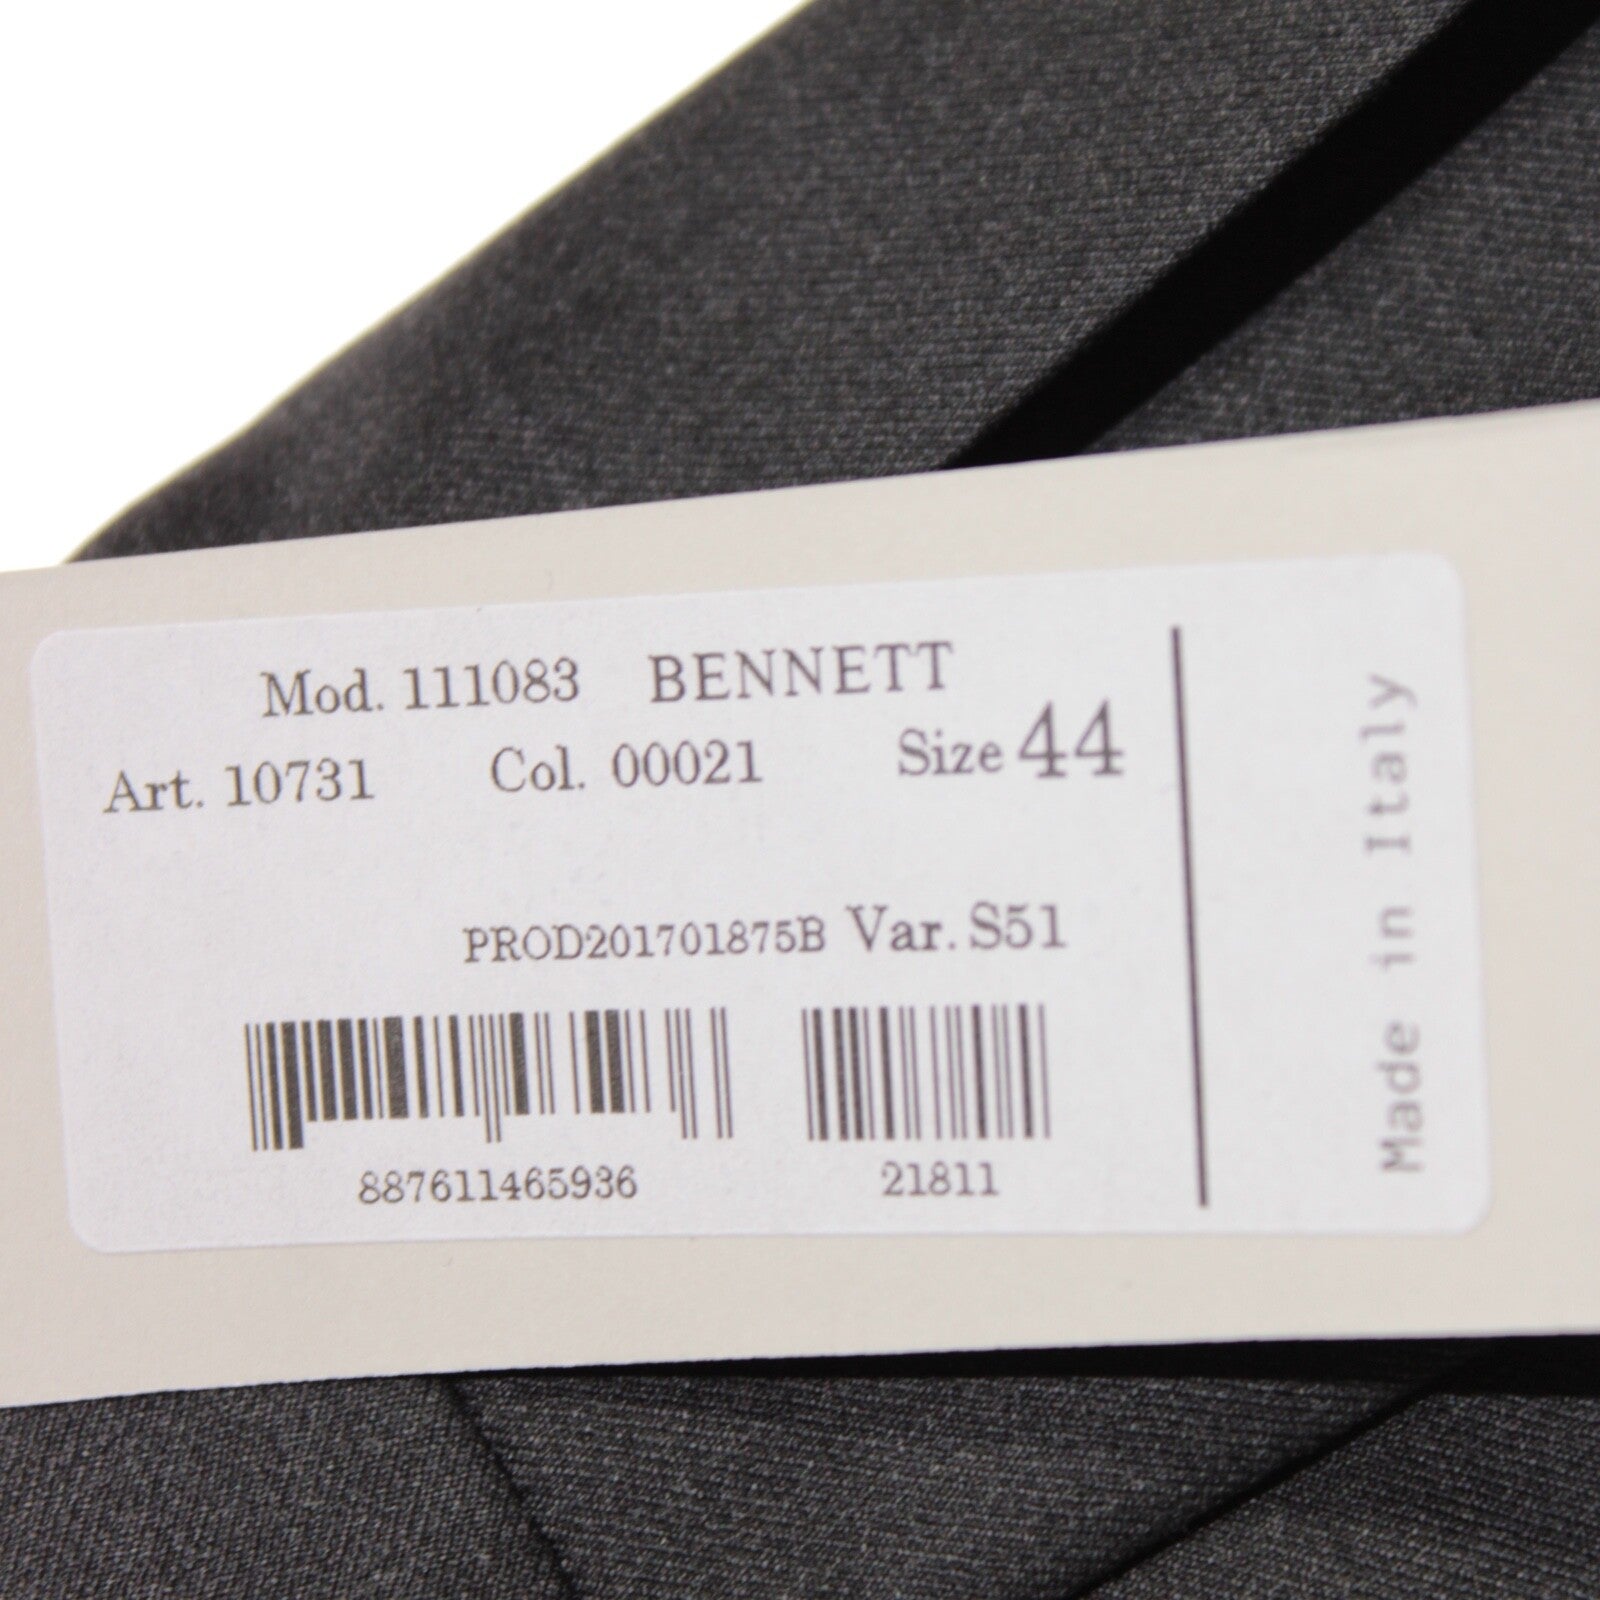 Mod. 111083 BENNETT
Art. 10731 Col. 00021 Size 44
PROD201701875B Var. S51
887611465936 21811
Made in Italy